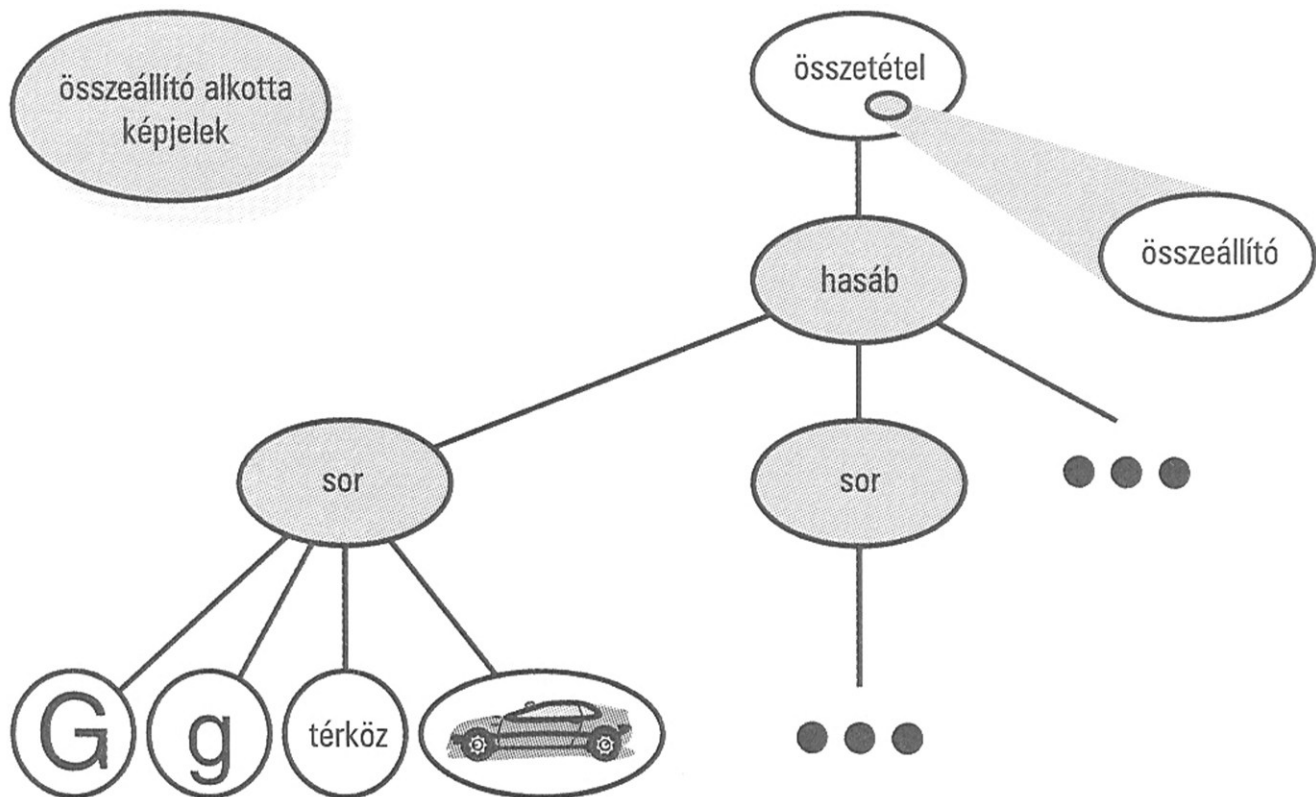 összeállító alkotta
képjelek
összetétel
összeállító
hasáb
sor
sor
G
g
térköz